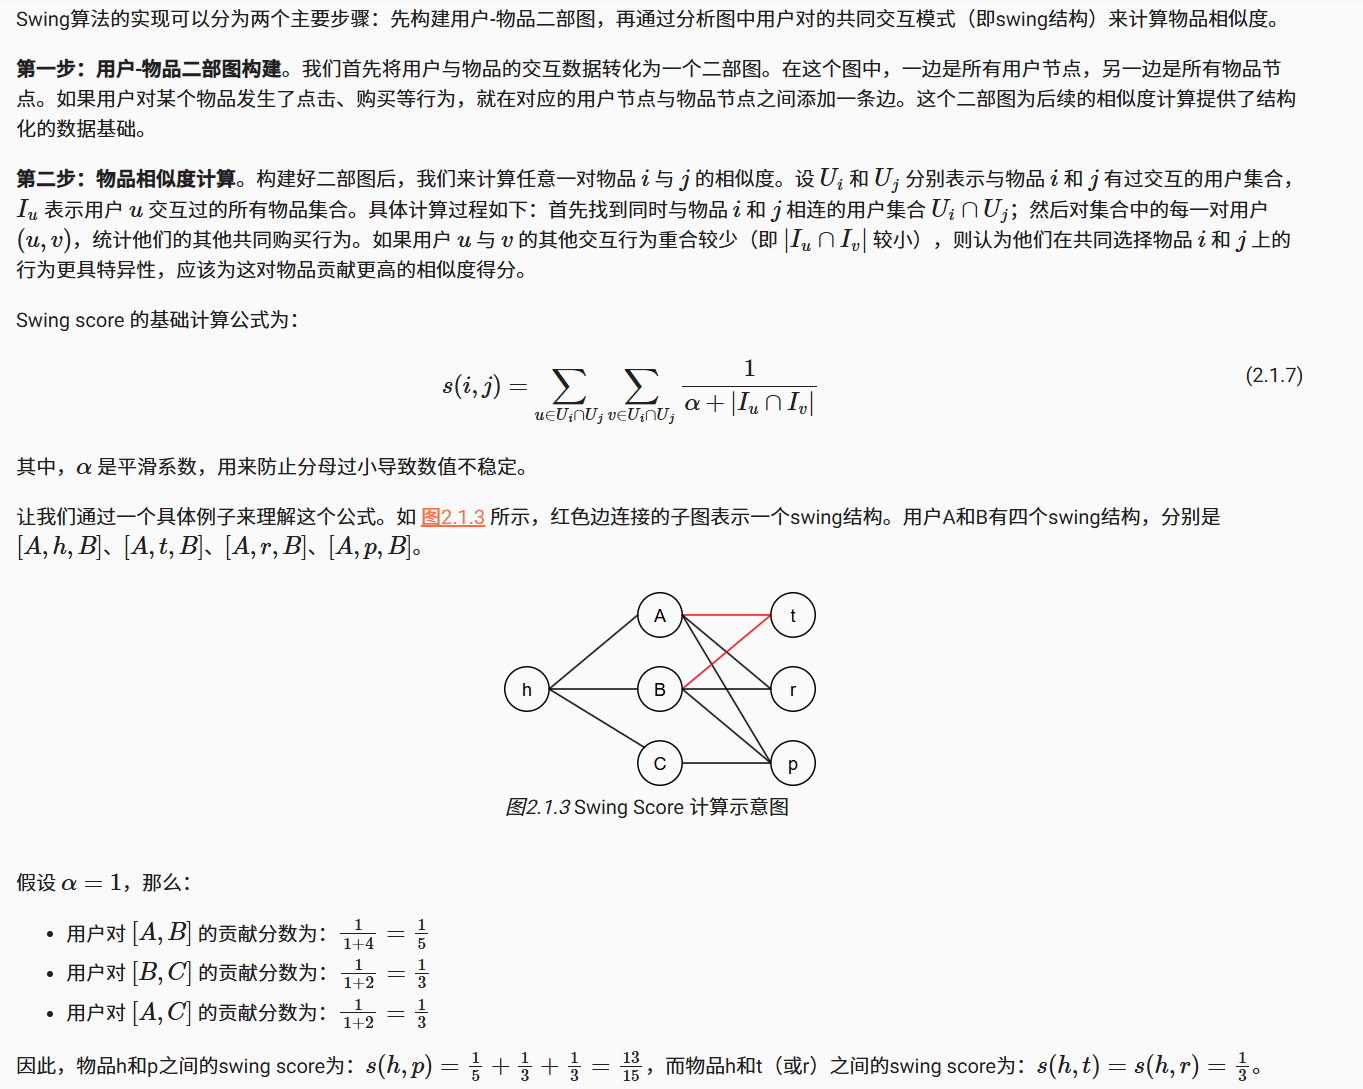 Swing算法的实现可以分为两个主要步骤：先构建用户-物品二部图，再通过分析图中用户对的共同交互模式（即swing结构）来计算物品相似度。
第一步：用户-物品二部图构建。我们首先将用户与物品的交互数据转化为一个二部图。在这个图中，一边是所有用户节点，另一边是所有物品节
点。如果用户对某个物品发生了点击、购买等行为，就在对应的用户节点与物品节点之间添加一条边。这个二部图为后续的相似度计算提供了结构
化的数据基础。
第二步：物品相似度计算。构建好二部图后，我们来计算任意一对物品 i 与 j 的相似度。设 U_i 和 U_j 分别表示与物品 i 和 j 有过交互的用户集合，
I_u 表示用户 u 交互过的所有物品集合。具体计算过程如下：首先找到同时与物品 i 和 j 相连的用户集合 U_i ∩ U_j；然后对集合中的每一对用户
(u, v)，统计他们的其他共同购买行为。如果用户 u 与 v 的其他交互行为重合较少（即 |I_u ∩ I_v| 较小），则认为他们在共同选择物品 i 和 j 上的
行为更具特异性，应该为这对物品贡献更高的相似度得分。
Swing score 的基础计算公式为：
s(i, j) = ∑_{u∈U_i∩U_j} ∑_{v∈U_i∩U_j} \frac{1}{α + |I_u ∩ I_v|} (2.1.7)
其中，α 是平滑系数，用来防止分母过小导致数值不稳定。
让我们通过一个具体例子来理解这个公式。如 图2.1.3 所示，红色边连接的子图表示一个swing结构。用户A和B有四个swing结构，分别是
[A, h, B]、[A, t, B]、[A, r, B]、[A, p, B]。
A t
h B r
C p
图2.1.3 Swing Score 计算示意图
假设 α = 1，那么：
• 用户对 [A, B] 的贡献分数为：\frac{1}{1+4} = \frac{1}{5}
• 用户对 [B, C] 的贡献分数为：\frac{1}{1+2} = \frac{1}{3}
• 用户对 [A, C] 的贡献分数为：\frac{1}{1+2} = \frac{1}{3}
因此，物品h和p之间的swing score为：s(h, p) = \frac{1}{5} + \frac{1}{3} + \frac{1}{3} = \frac{13}{15}，而物品h和t（或r）之间的swing score为：s(h, t) = s(h, r) = \frac{1}{3}。